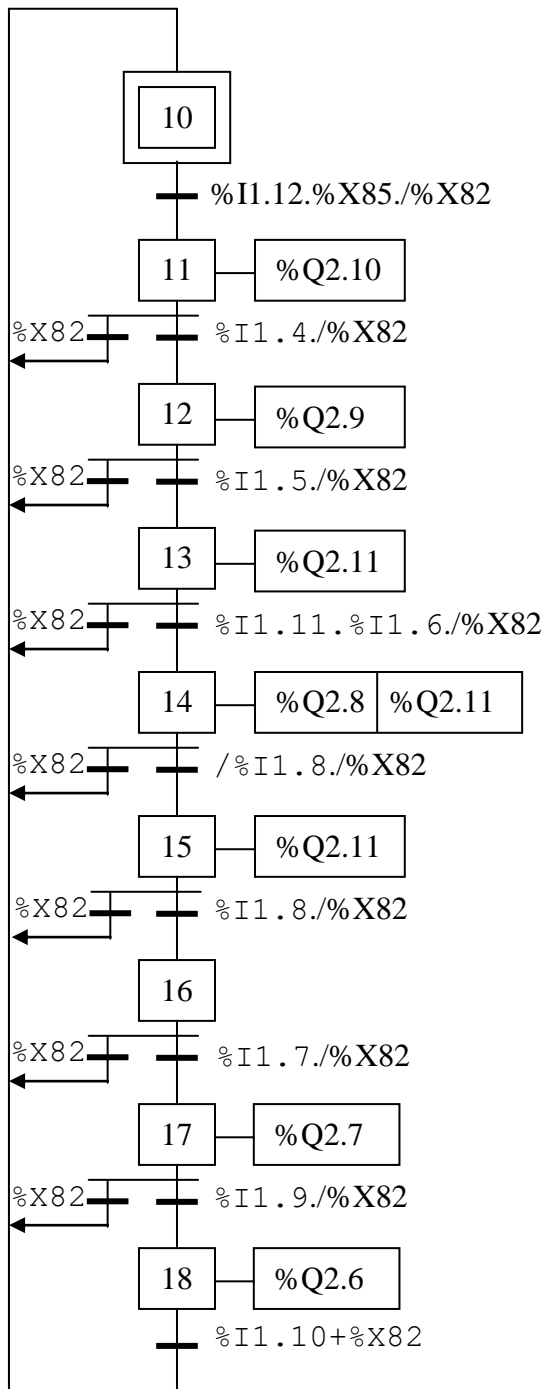 10
%I1.12.%X85./%X82
11 %Q2.10
%X82 %I1.4./%X82
12 %Q2.9
%X82 %I1.5./%X82
13 %Q2.11
%X82 %I1.11.%I1.6./%X82
14 %Q2.8 %Q2.11
%X82 /%I1.8./%X82
15 %Q2.11
%X82 %I1.8./%X82
16
%X82 %I1.7./%X82
17 %Q2.7
%X82 %I1.9./%X82
18 %Q2.6
%I1.10+%X82